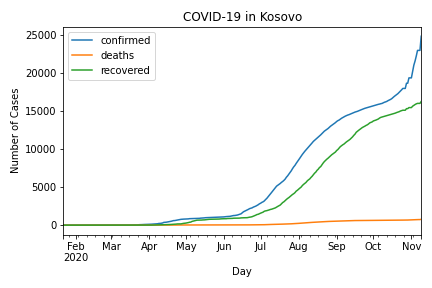 COVID-19 in Kosovo
confirmed
deaths
recovered
25000
20000
15000
10000
5000
0
Number of Cases
Feb Mar Apr May Jun Jul Aug Sep Oct Nov
2020
Day